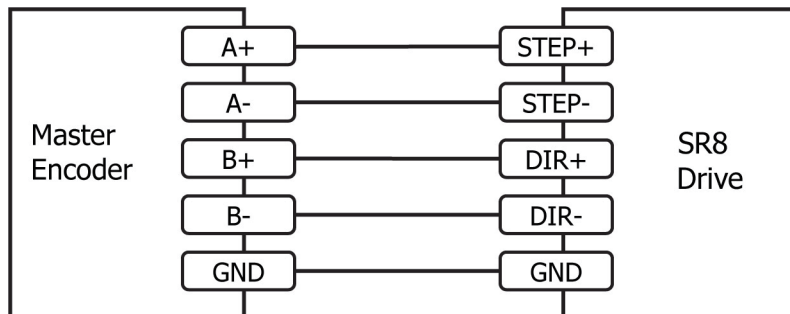 A+
STEP+
A-
STEP-
Master
Encoder
B+
DIR+
SR8
Drive
B-
DIR-
GND
GND